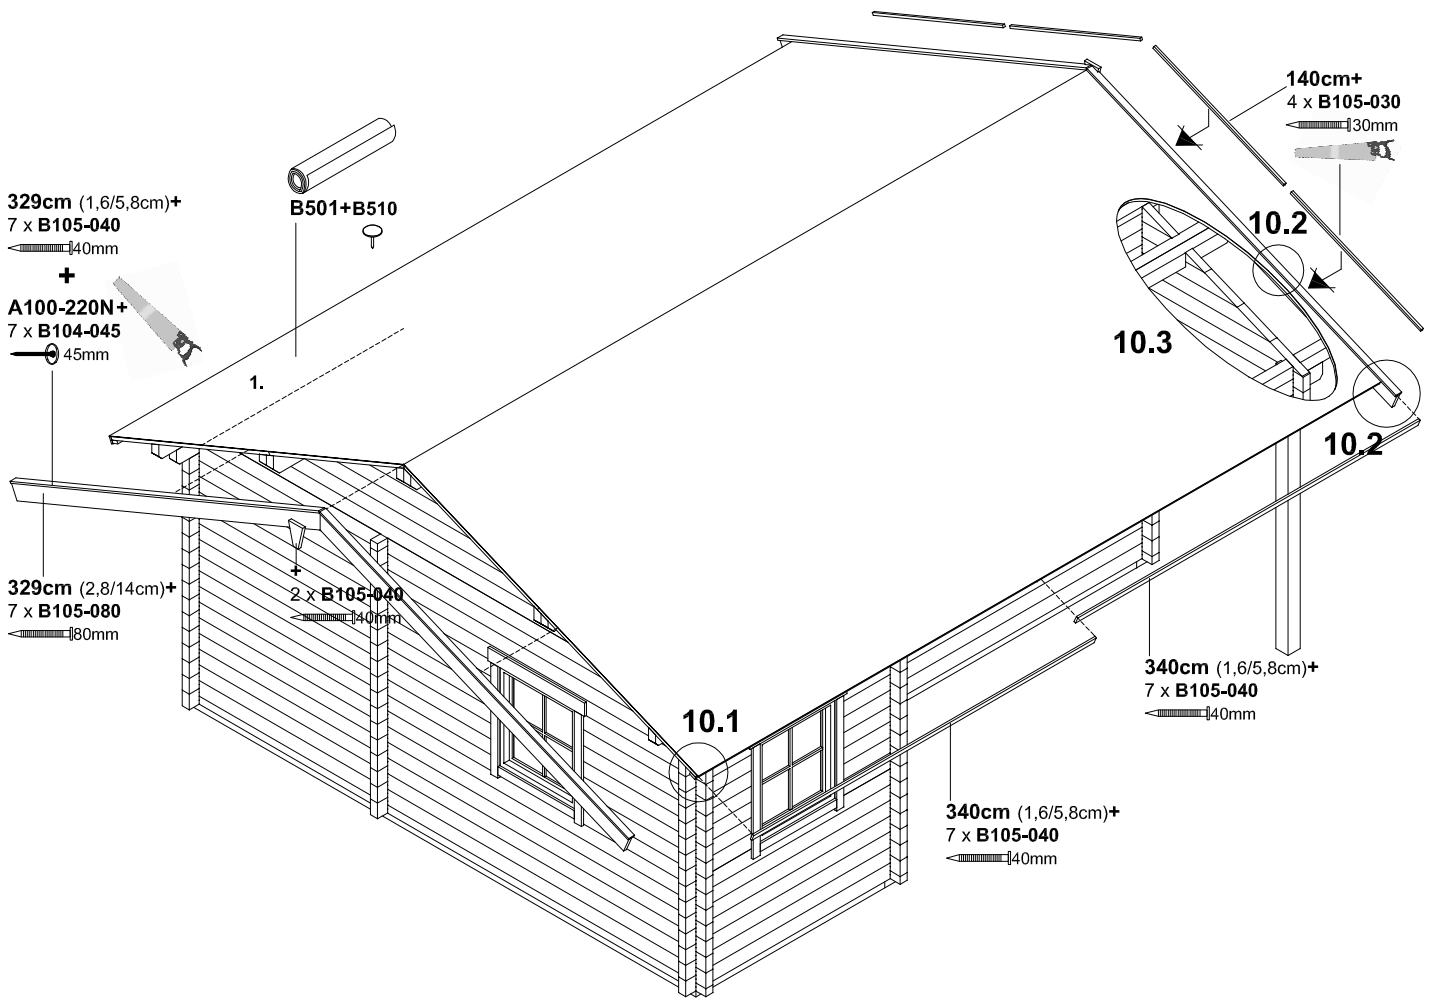 140cm+
4 x B105-030
30mm
329cm (1,6/5,8cm)+
7 x B105-040
40mm
+
A100-220N+
7 x B104-045
45mm
B501+B510
1.
10.2
10.3
10.2
329cm (2,8/14cm)+
7 x B105-080
80mm
+
2 x B105-040
40mm
10.1
340cm (1,6/5,8cm)+
7 x B105-040
40mm
340cm (1,6/5,8cm)+
7 x B105-040
40mm